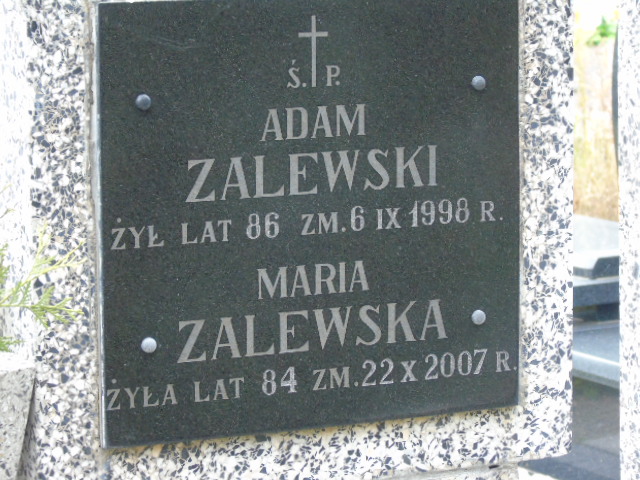 Ś. P.
ADAM
ZALEWSKI
ŻYŁ LAT 86 ZM. 6 IX 1998 R.
MARIA
ZALEWSKA
ŻYŁA LAT 84 ZM. 22 X 2007 R.